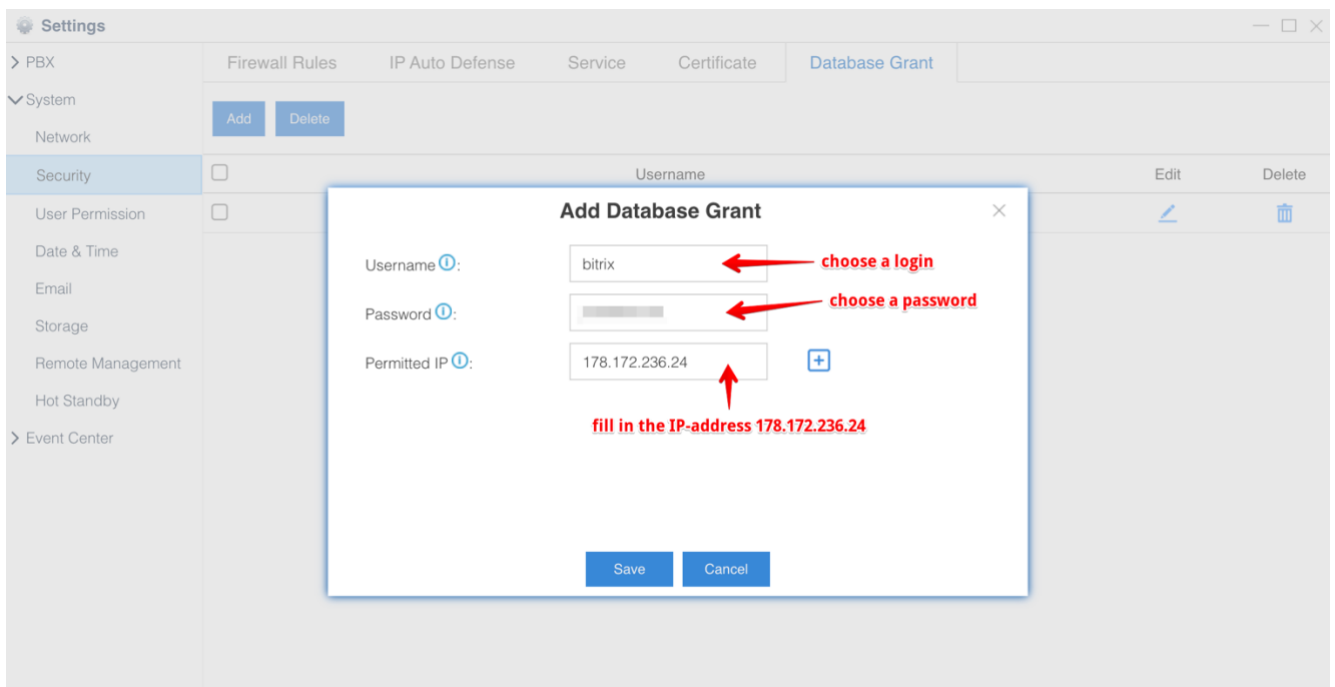 Settings
PBX
System
Network
Security
User Permission
Date & Time
Email
Storage
Remote Management
Hot Standby
Event Center
Firewall Rules IP Auto Defense Service Certificate Database Grant
Add Delete
Username Edit Delete
Add Database Grant
Username : bitrix choose a login
Password : choose a password
Permitted IP : 178.172.236.24
fill in the IP-address 178.172.236.24
Save Cancel